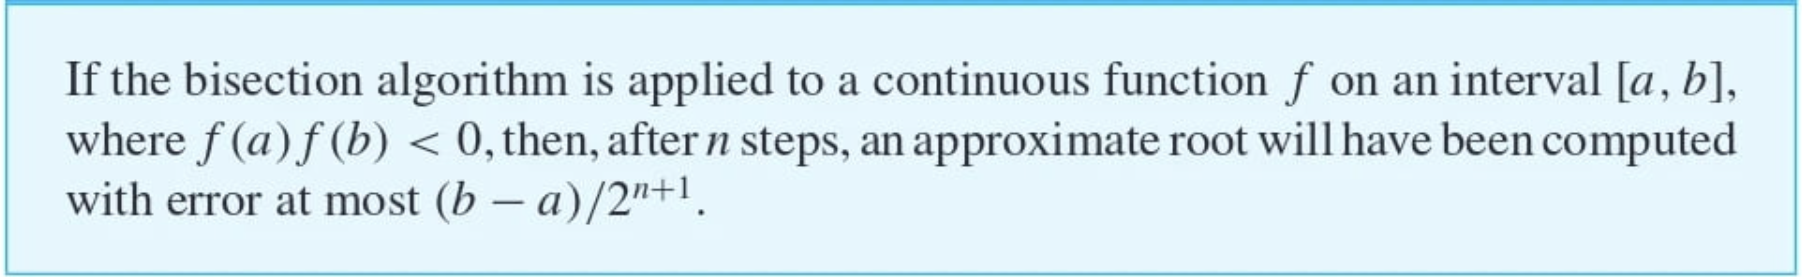 If the bisection algorithm is applied to a continuous function f on an interval [a, b],
where f(a)f(b) < 0, then, after n steps, an approximate root will have been computed
with error at most (b − a)/2ⁿ⁺¹.